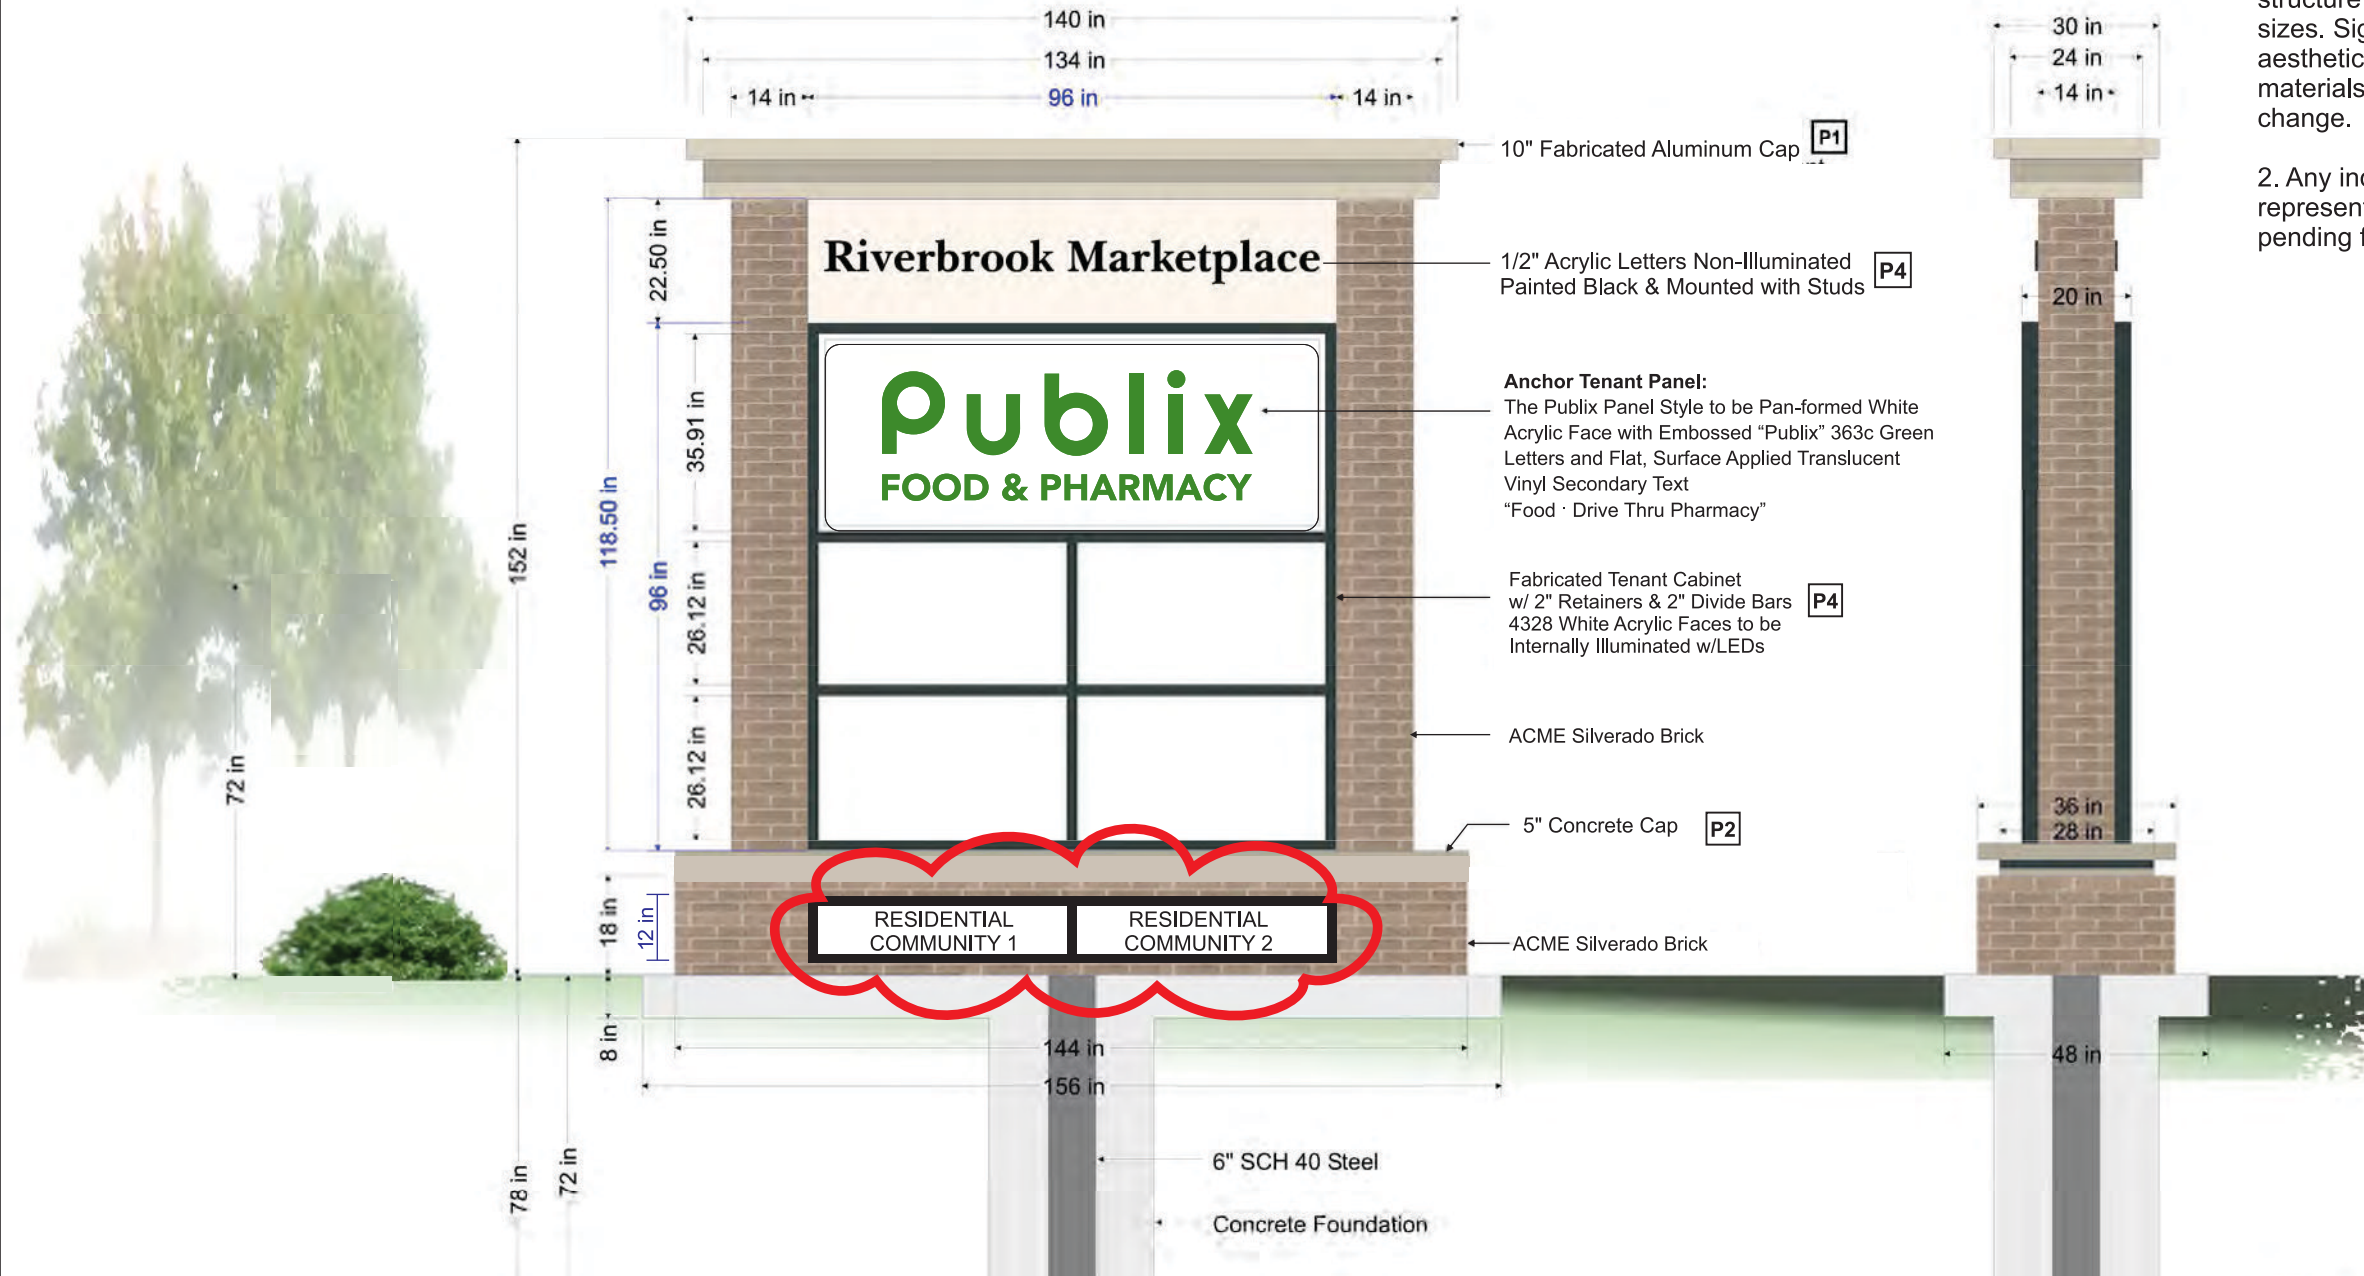 140 in
134 in
14 in
96 in
14 in
30 in
24 in
14 in
structure
sizes.
aesthetic
materials
change.
2. Any
represent
pending
10" Fabricated Aluminum Cap P1
22.50 in
Riverbrook Marketplace
1/2" Acrylic Letters Non-Illuminated
Painted Black & Mounted with Studs P4
20 in
152 in
118.50 in
96 in
35.91 in
Publix
FOOD & PHARMACY
Anchor Tenant Panel:
The Publix Panel Style to be Pan-formed White
Acrylic Face with Embossed “Publix” 363c Green
Letters and Flat, Surface Applied Translucent
Vinyl Secondary Text
“Food · Drive Thru Pharmacy”
26.12 in
Fabricated Tenant Cabinet
w/ 2" Retainers & 2" Divide Bars P4
4328 White Acrylic Faces to be
Internally Illuminated w/LEDs
72 in
26.12 in
ACME Silverado Brick
5" Concrete Cap P2
36 in
28 in
18 in
12 in
RESIDENTIAL
COMMUNITY 1
RESIDENTIAL
COMMUNITY 2
ACME Silverado Brick
8 in
144 in
156 in
48 in
78 in
72 in
6" SCH 40 Steel
Concrete Foundation